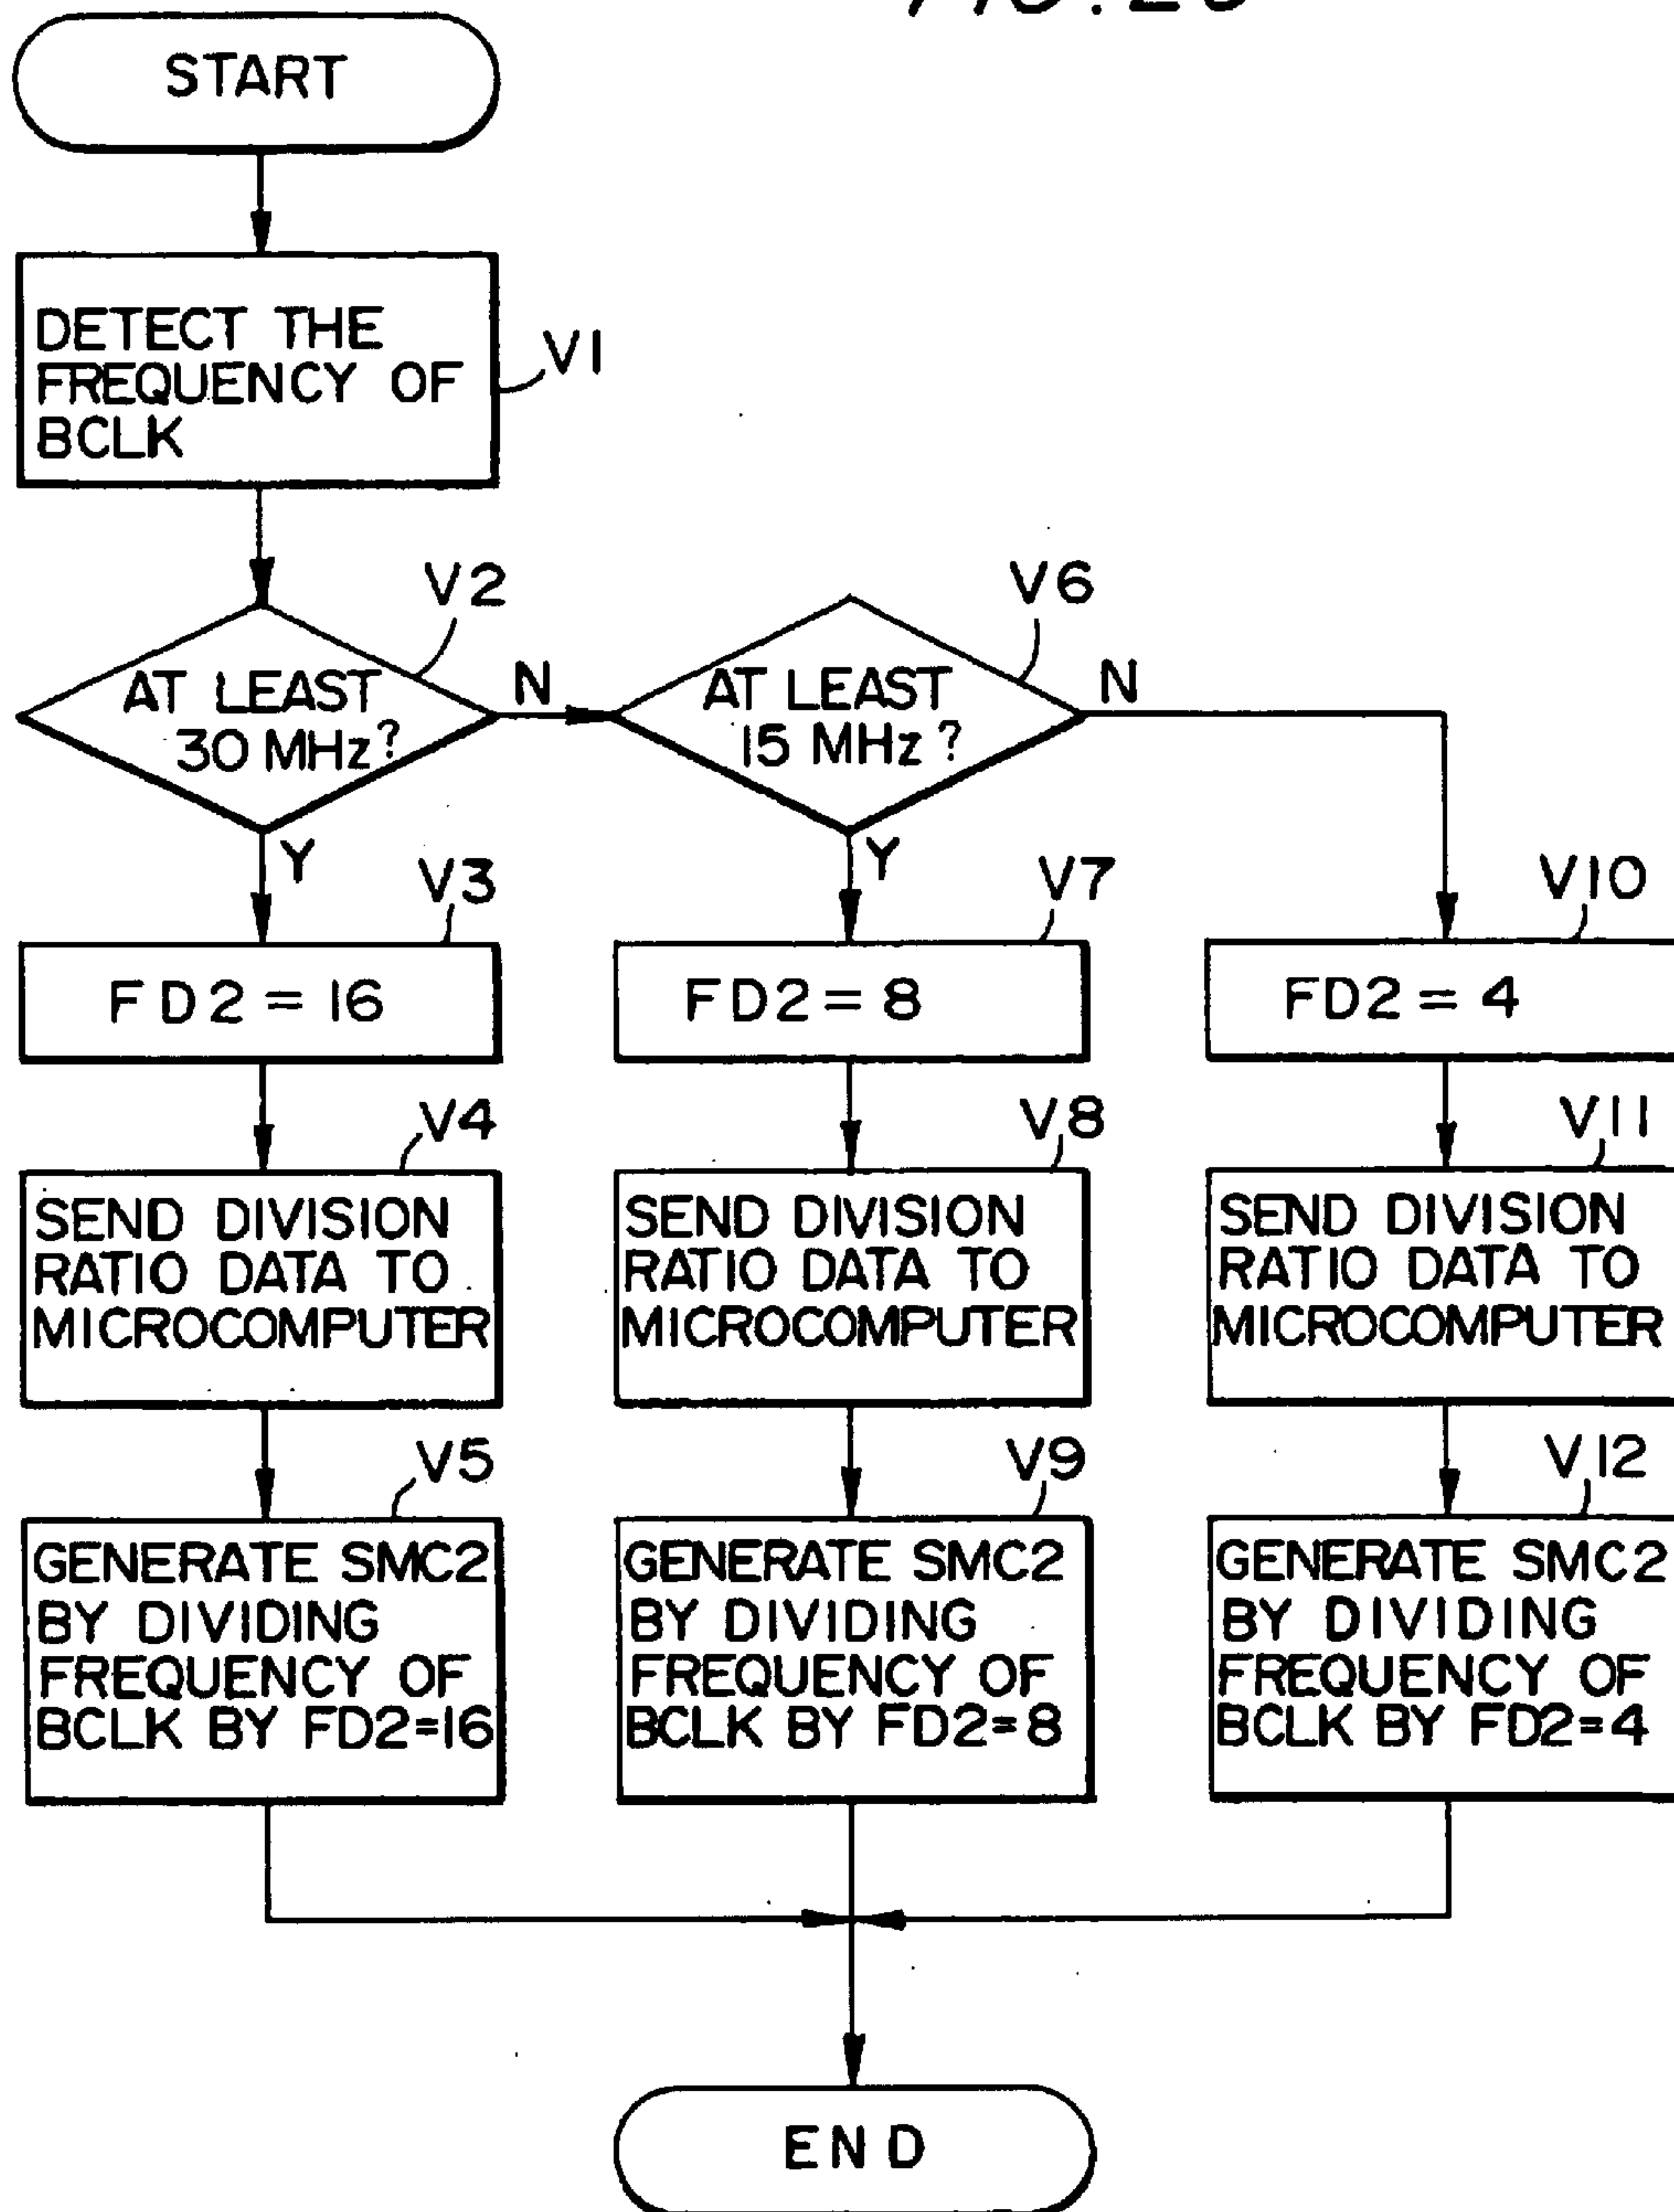 START
DETECT THE
FREQUENCY OF
BCLK
V1
V2
AT LEAST
30 MHz?
N
Y
V6
AT LEAST
15 MHz?
N
Y
V3
FD2 = 16
V7
FD2 = 8
V10
FD2 = 4
V4
SEND DIVISION
RATIO DATA TO
MICROCOMPUTER
V8
SEND DIVISION
RATIO DATA TO
MICROCOMPUTER
V11
SEND DIVISION
RATIO DATA TO
MICROCOMPUTER
V5
GENERATE SMC2
BY DIVIDING
FREQUENCY OF
BCLK BY FD2=16
V9
GENERATE SMC2
BY DIVIDING
FREQUENCY OF
BCLK BY FD2=8
V12
GENERATE SMC2
BY DIVIDING
FREQUENCY OF
BCLK BY FD2=4
END